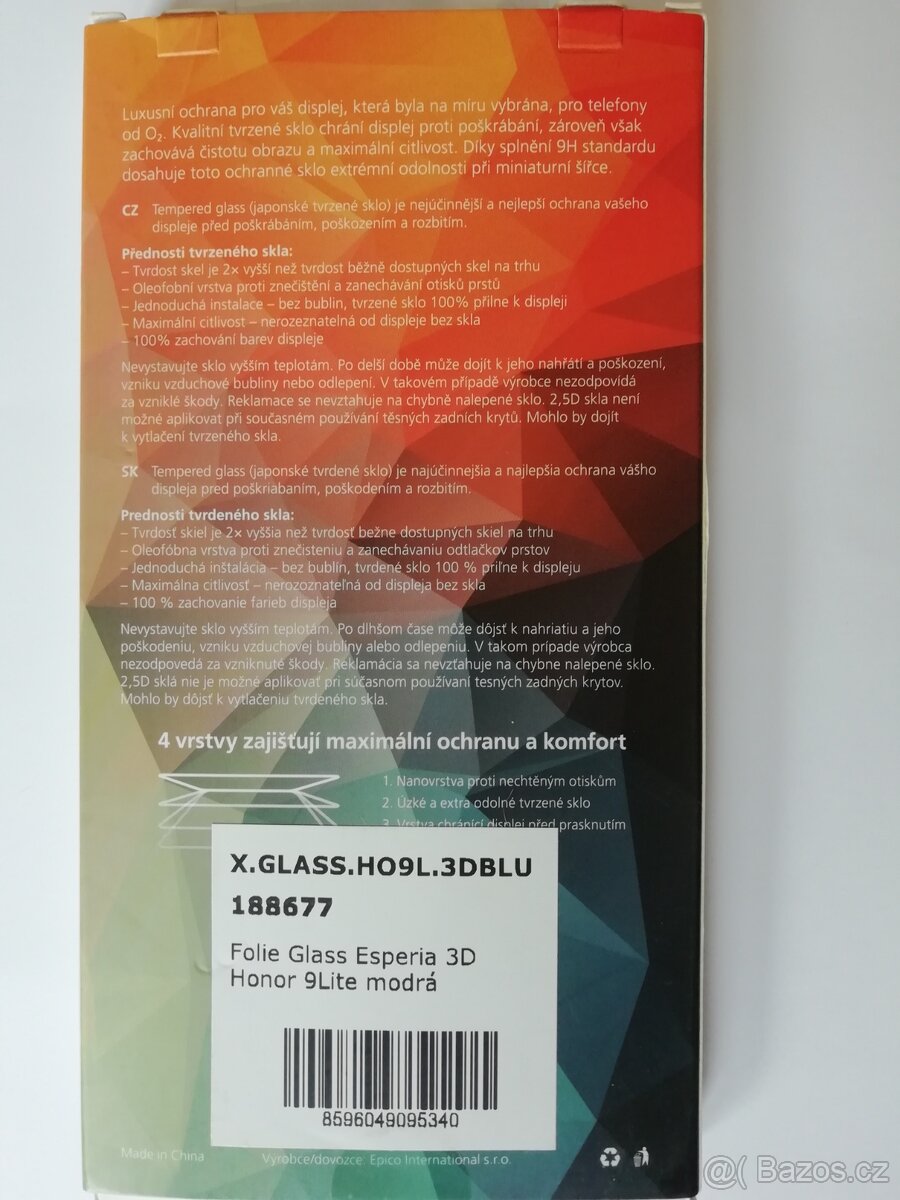 Luxusní ochrana pro váš displej, která byla na míru vybrána, pro telefony
od O₂. Kvalitní tvrzené sklo chrání displej proti poškrábání, zároveň však
zachovává čistotu obrazu a maximální citlivost. Díky splnění 9H standardu
dosahuje toto ochranné sklo extrémní odolnosti při miniaturní šířce.
CZ Tempered glass (japonské tvrzené sklo) je nejúčinnější a nejlepší ochrana vašeho
displeje před poškrábáním, poškozením a rozbitím.
Přednosti tvrzeného skla:
– Tvrdost skel je 2× vyšší než tvrdost běžně dostupných skel na trhu
– Oleofobní vrstva proti znečištění a zanechávání otisků prstů
– Jednoduchá instalace – bez bublin, tvrzené sklo 100% přilne k displeji
– Maximální citlivost – nerozeznatelná od displeje bez skla
– 100% zachování barev displeje
Nevystavujte sklo vyšším teplotám. Po delší době může dojít k jeho nahřátí a poškození,
vzniku vzduchové bubliny nebo odlepení. V takovém případě výrobce nezodpovídá
za vzniklé škody. Reklamace se nevztahuje na chybně nalepené sklo. 2,5D skla není
možné aplikovat při současném používání těsných zadních krytů. Mohlo by dojít
k vytlačení tvrzeného skla.
SK Tempered glass (japonské tvrdené sklo) je najúčinnejšia a najlepšia ochrana vášho
displeja pred poškriabaním, poškodením a rozbitím.
Prednosti tvrdeného skla:
– Tvrdosť skiel je 2× vyššia než tvrdosť bežne dostupných skiel na trhu
– Oleofóbna vrstva proti znečisteniu a zanechávaniu odtlačkov prstov
– Jednoduchá inštalácia – bez bublín, tvrdené sklo 100 % priľne k displeju
– Maximálna citlivosť – nerozoznateľná od displeja bez skla
– 100 % zachovanie farieb displeja
Nevystavujte sklo vyšším teplotám. Po dlhšom čase môže dôjsť k nahriatiu a jeho
poškodeniu, vzniku vzduchovej bubliny alebo odlepeniu. V takom prípade výrobca
nezodpovedá za vzniknuté škody. Reklamácia sa nevzťahuje na chybne nalepené sklo.
2,5D sklá nie je možné aplikovať pri súčasnom používaní tesných zadných krytov.
Mohlo by dôjsť k vytlačeniu tvrdeného skla.
4 vrstvy zajišťují maximální ochranu a komfort
1. Nanovrstva proti nechtěným otiskům
2. Úzké a extra odolné tvrzené sklo
3. Vrstva chránící displej před prasknutím
X.GLASS.HO9L.3DBLU
188677
Folie Glass Esperia 3D
Honor 9Lite modrá
8596049095340
Made in China
Výrobce/dovozce: Epico International s.r.o.
@( Bazos.cz